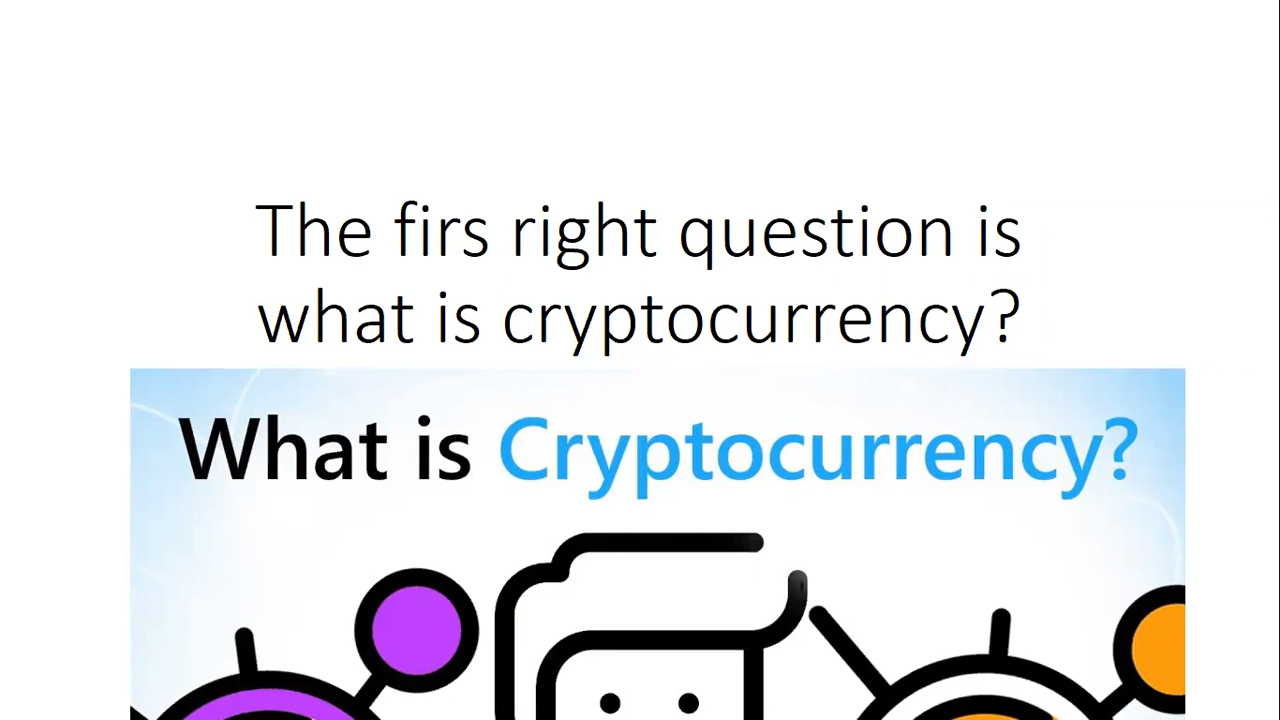 The firs right question is
what is cryptocurrency?
What is Cryptocurrency?